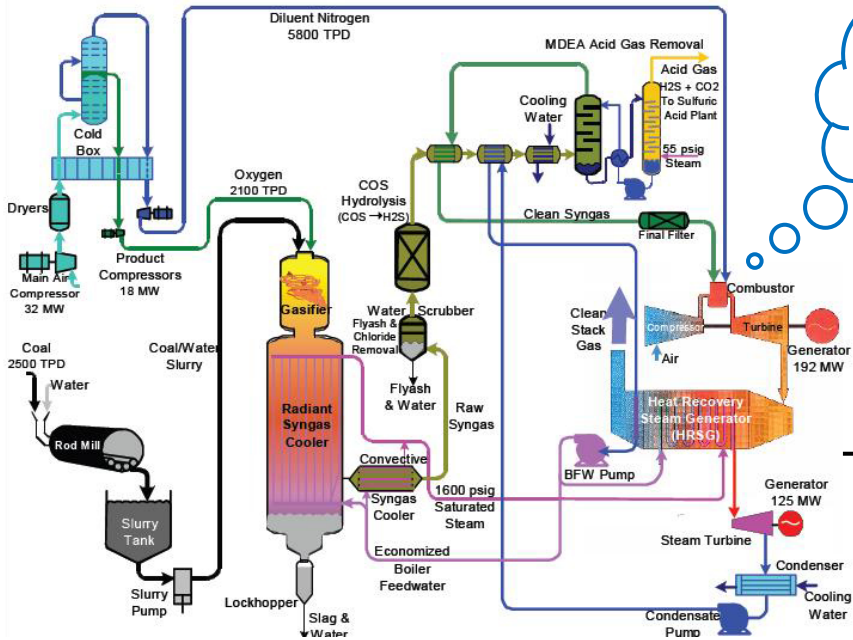 Diluent Nitrogen
5800 TPD
MDEA Acid Gas Removal
Acid Gas
H2S + CO2
To Sulfuric
Acid Plant
Cooling
Water
55 psig
Steam
Cold
Box
Oxygen
2100 TPD
COS
Hydrolysis
(COS →H2S)
Dryers
Clean Syngas
Final Filter
Product
Compressors
18 MW
Main Air
Compressor
32 MW
Gasifier
Water Scrubber
Flyash &
Chloride
Removal
Clean
Stack
Gas
Combustor
Compressor
Turbine
Air
Generator
192 MW
Coal
2500 TPD
Water
Coal/Water
Slurry
Flyash
& Water
Raw
Syngas
Radiant
Syngas
Cooler
Heat Recovery
Steam Generator
(HRSG)
Rod Mill
Convective
Syngas
Cooler
BFW Pump
1600 psig
Saturated
Steam
Generator
125 MW
Slurry
Tank
Steam Turbine
Economized
Boiler
Feedwater
Condenser
Cooling
Water
Slurry
Pump
Lockhopper
Slag &
Water
Condensate
Pump